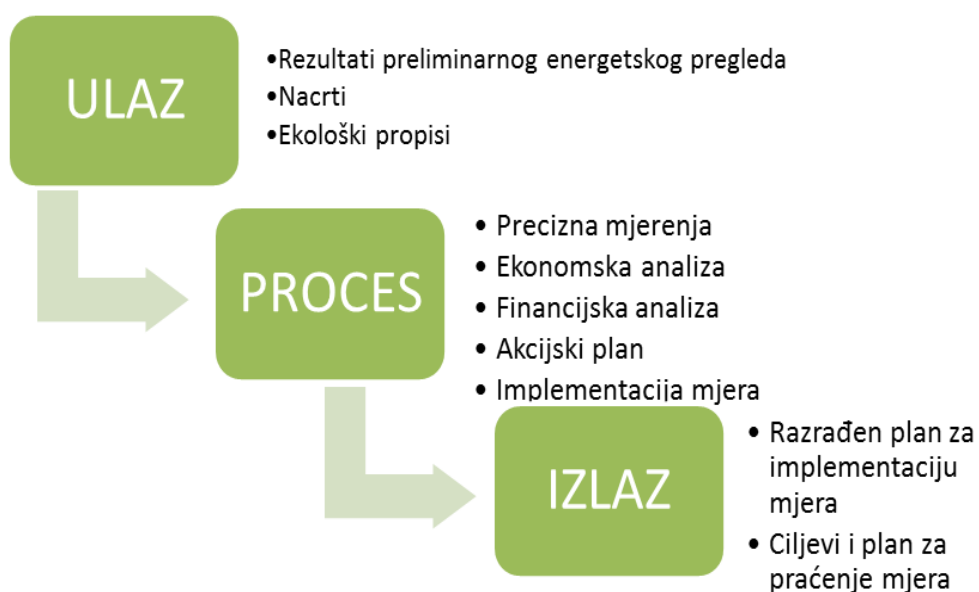 ULAZ
•Rezultati preliminarnog energetskog pregleda
•Nacrti
•Ekološki propisi
PROCES
• Precizna mjerenja
• Ekonomska analiza
• Financijska analiza
• Akcijski plan
• Implementacija mjera
IZLAZ
• Razrađen plan za
implementaciju
mjera
• Ciljevi i plan za
praćenje mjera